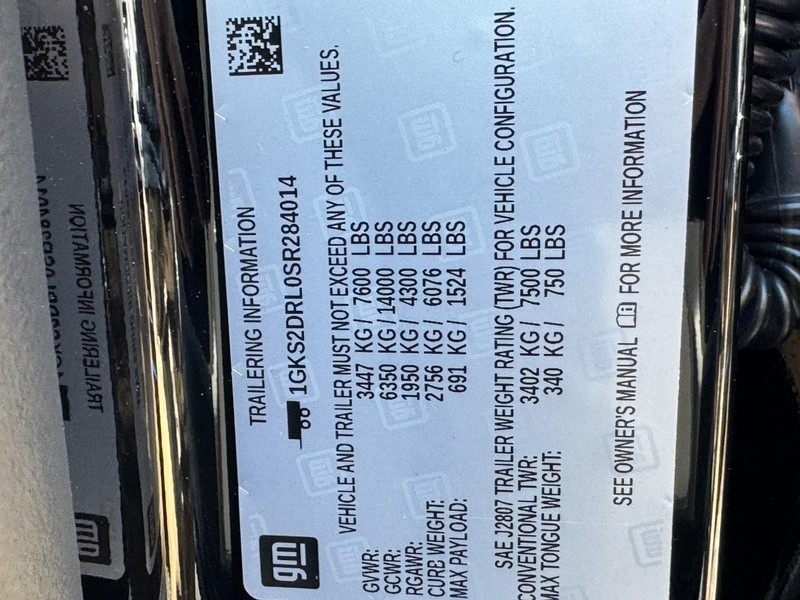 gm
TRAILERING INFORMATION
1GKS2DRL0SR284014
VEHICLE AND TRAILER MUST NOT EXCEED ANY OF THESE VALUES.
GVWR: 3447 KG / 7600 LBS
GCWR: 6350 KG / 14000 LBS
RGAWR: 1950 KG / 4300 LBS
CURB WEIGHT: 2756 KG / 6076 LBS
MAX PAYLOAD: 691 KG / 1524 LBS
SAE J2807 TRAILER WEIGHT RATING (TWR) FOR VEHICLE CONFIGURATION.
CONVENTIONAL TWR: 3402 KG / 7500 LBS
MAX TONGUE WEIGHT: 340 KG / 750 LBS
SEE OWNER'S MANUAL FOR MORE INFORMATION